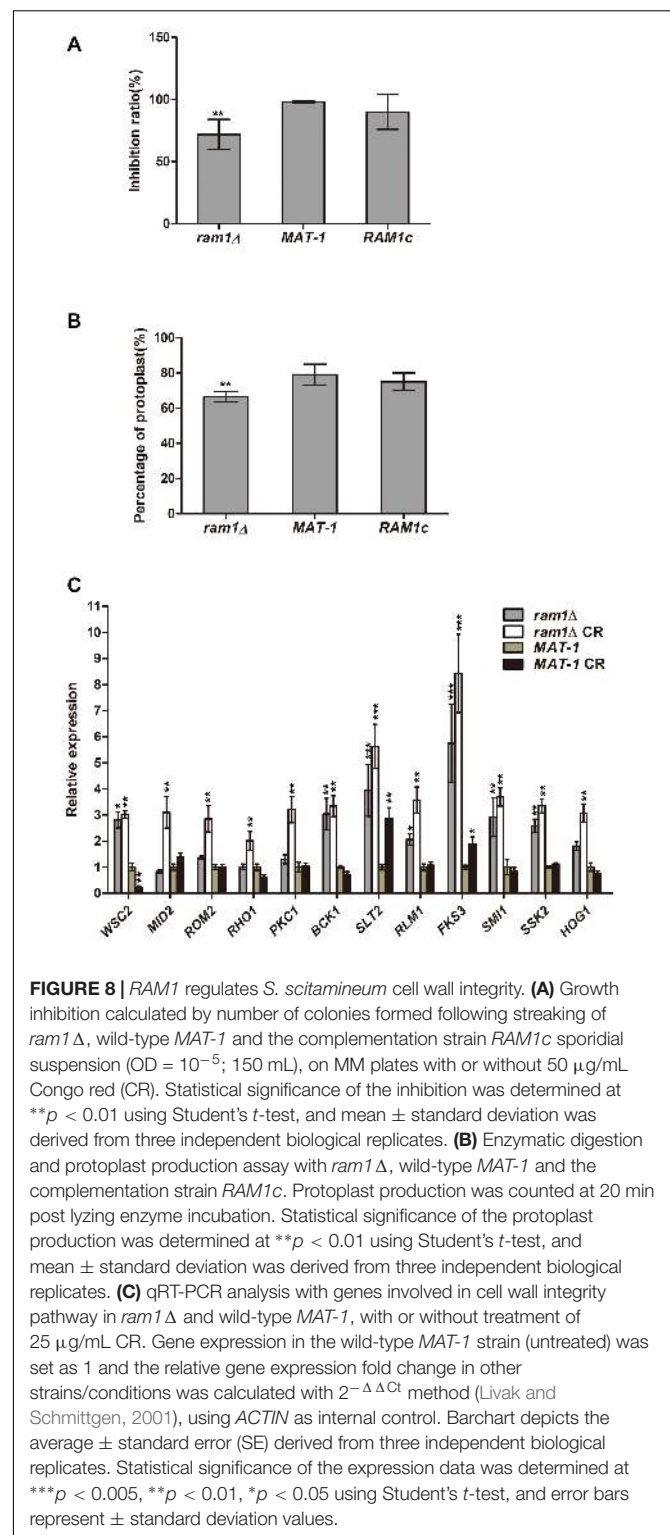 A
150
100
50
0
Inhibition ratio(%)
**
ram1Δ MAT-1 RAM1c
B
100
80
60
40
20
0
Percentage of protoplast(%)
**
ram1Δ MAT-1 RAM1c
C
11
10
9
8
7
6
5
4
3
2
1
0
Relative expression
ram1Δ
ram1Δ CR
MAT-1
MAT-1 CR
* ** ** ** ** ** ** ** ** *** *** ** ** ** *** *** * ** ** ** ** **
WSC2 MID2 ROM2 RHO1 PKC1 BCK1 SLT2 RLM1 FKS3 SMI1 SSK2 HOG1
FIGURE 8 | RAM1 regulates S. scitamineum cell wall integrity. (A) Growth
inhibition calculated by number of colonies formed following streaking of
ram1Δ, wild-type MAT-1 and the complementation strain RAM1c sporidial
suspension (OD = 10−5; 150 mL), on MM plates with or without 50 μg/mL
Congo red (CR). Statistical significance of the inhibition was determined at
**p < 0.01 using Student's t-test, and mean ± standard deviation was
derived from three independent biological replicates. (B) Enzymatic digestion
and protoplast production assay with ram1Δ, wild-type MAT-1 and the
complementation strain RAM1c. Protoplast production was counted at 20 min
post lyzing enzyme incubation. Statistical significance of the protoplast
production was determined at **p < 0.01 using Student's t-test, and
mean ± standard deviation was derived from three independent biological
replicates. (C) qRT-PCR analysis with genes involved in cell wall integrity
pathway in ram1Δ and wild-type MAT-1, with or without treatment of
25 μg/mL CR. Gene expression in the wild-type MAT-1 strain (untreated) was
set as 1 and the relative gene expression fold change in other
strains/conditions was calculated with 2−ΔΔCt method (Livak and
Schmittgen, 2001), using ACTIN as internal control. Barchart depicts the
average ± standard error (SE) derived from three independent biological
replicates. Statistical significance of the expression data was determined at
***p < 0.005, **p < 0.01, *p < 0.05 using Student's t-test, and error bars
represent ± standard deviation values.